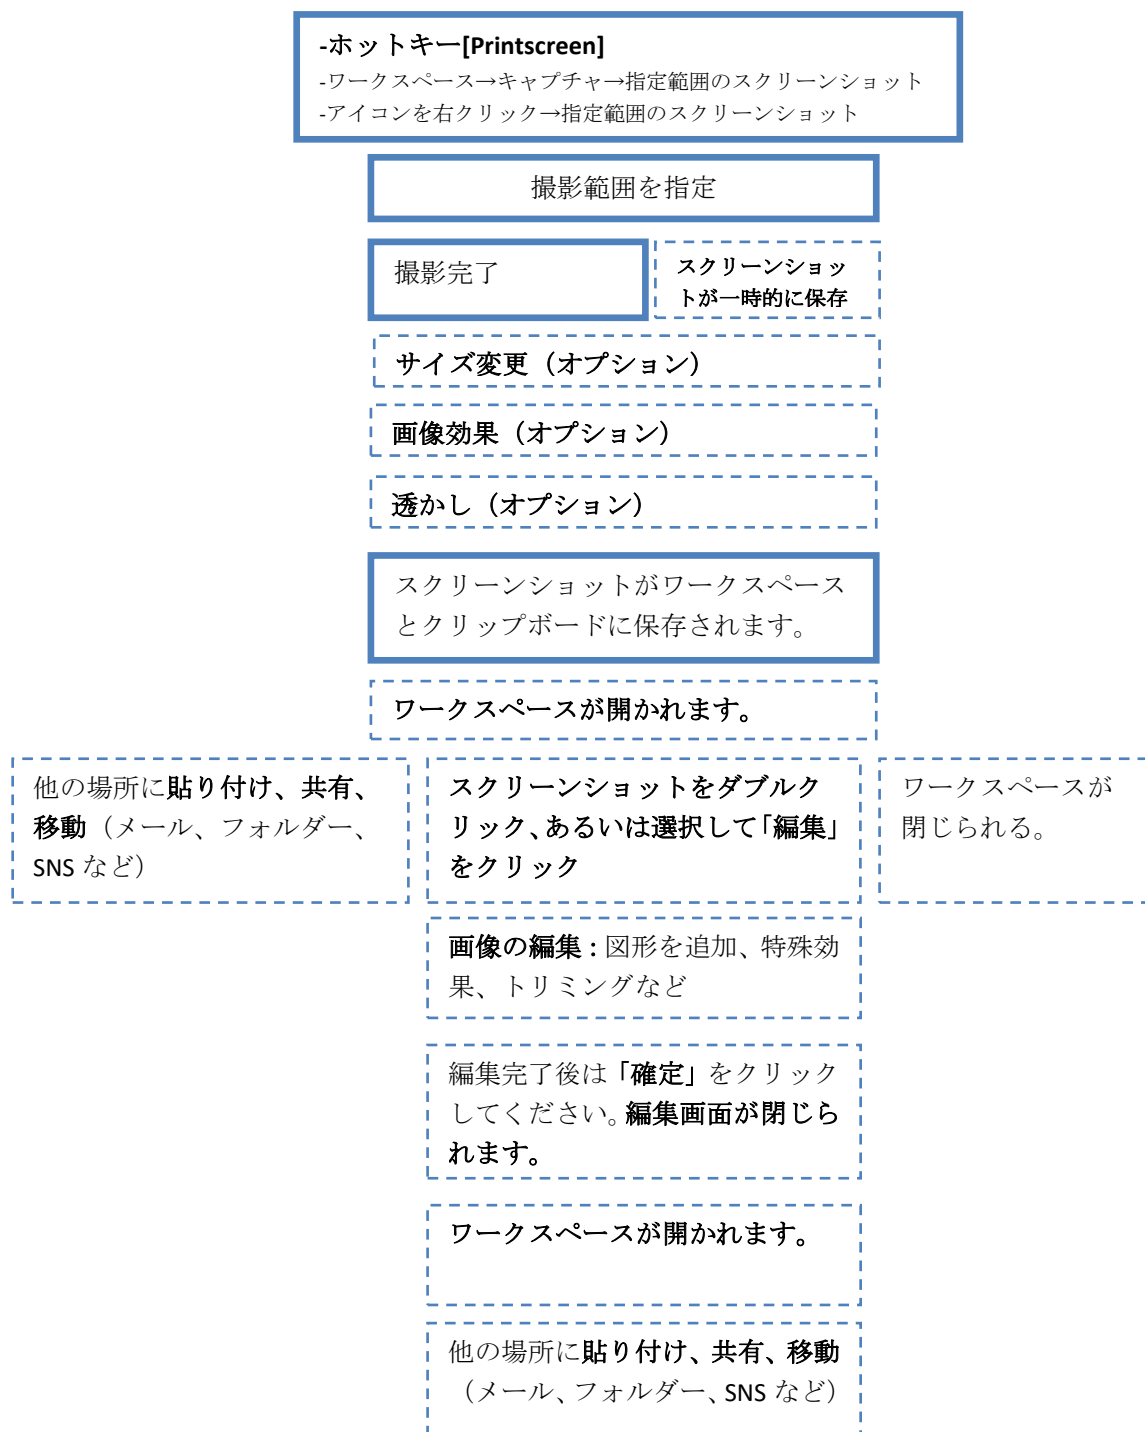 -ホットキー[Printscreen]
-ワークスペース→キャプチャ→指定範囲のスクリーンショット
-アイコンを右クリック→指定範囲のスクリーンショット
撮影範囲を指定
撮影完了
スクリーンショッ
トが一時的に保存
サイズ変更（オプション）
画像効果（オプション）
透かし（オプション）
スクリーンショットがワークスペース
とクリップボードに保存されます。
ワークスペースが開かれます。
他の場所に貼り付け、共有、
移動（メール、フォルダー、
SNS など）
スクリーンショットをダブルク
リック、あるいは選択して「編集」
をクリック
ワークスペースが
閉じられる。
画像の編集：図形を追加、特殊効
果、トリミングなど
編集完了後は「確定」をクリック
してください。編集画面が閉じら
れます。
ワークスペースが開かれます。
他の場所に貼り付け、共有、移動
（メール、フォルダー、SNS など）